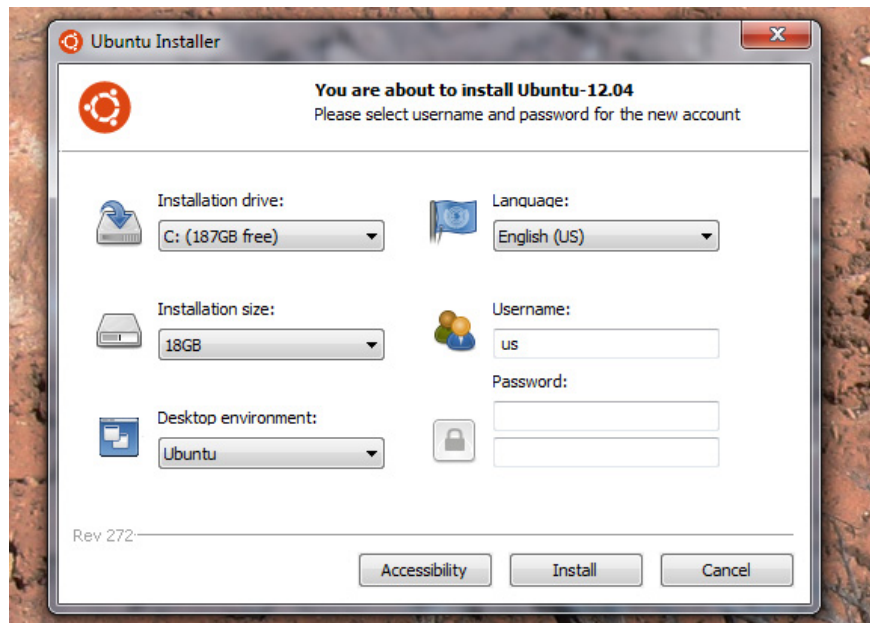 Ubuntu Installer
You are about to install Ubuntu-12.04
Please select username and password for the new account
Installation drive:
C: (187GB free)
Language:
English (US)
Installation size:
18GB
Username:
us
Password:
Desktop environment:
Ubuntu
Rev 272
Accessibility
Install
Cancel